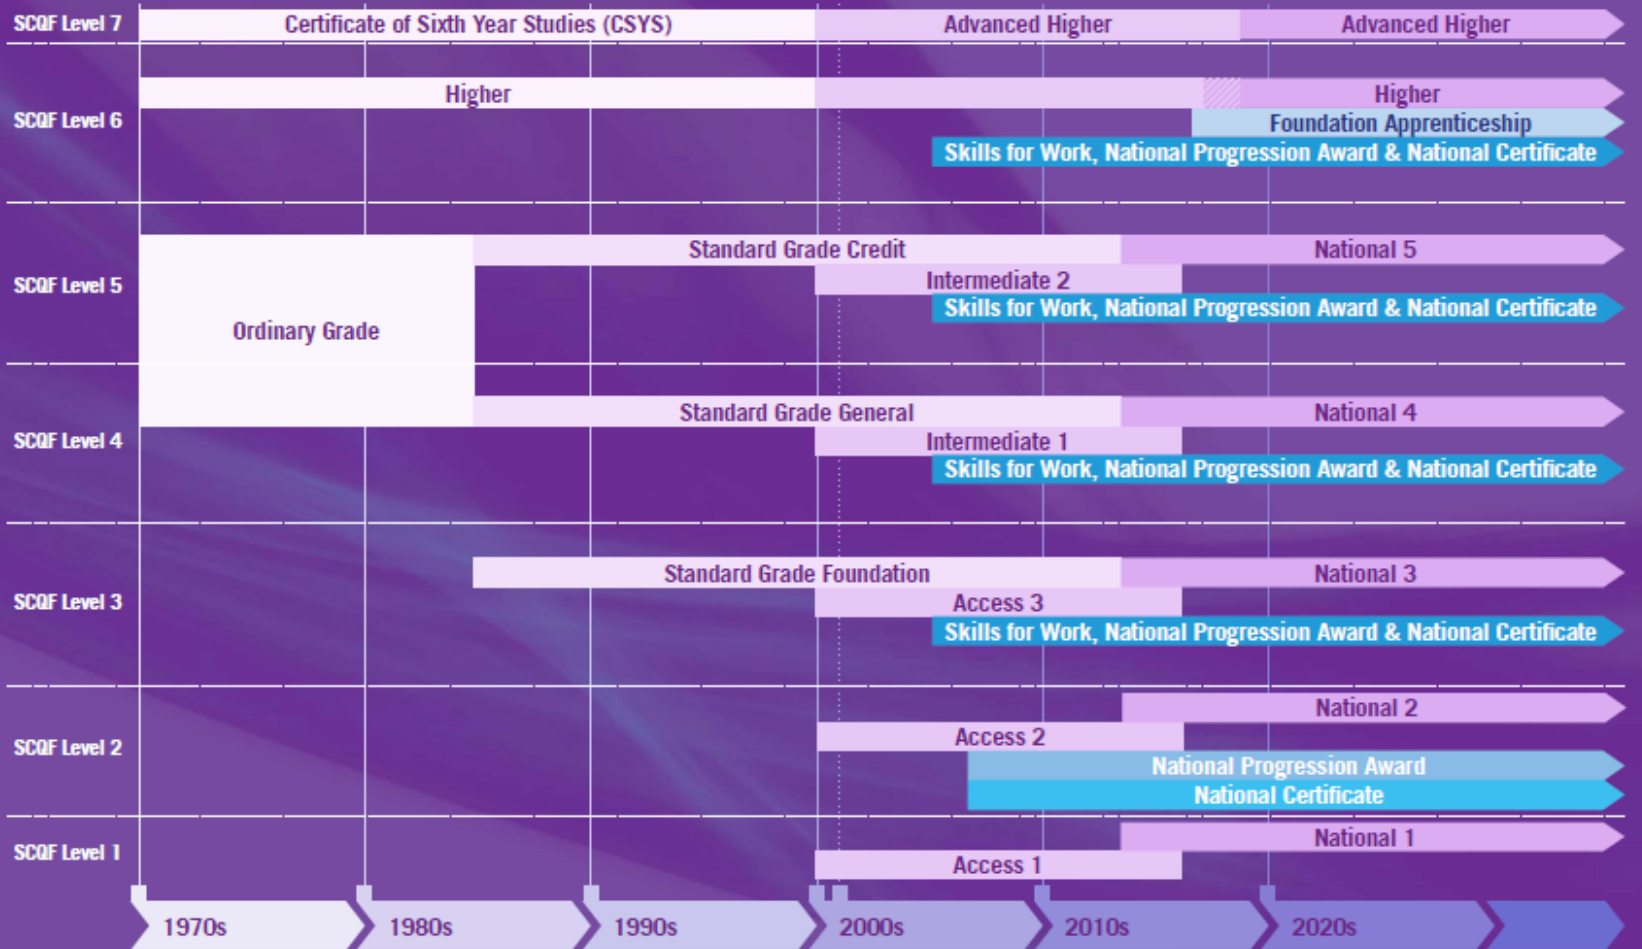 SCQF Level 7
Certificate of Sixth Year Studies (CSYS)
Advanced Higher
Advanced Higher
SCQF Level 6
Higher
Higher
Foundation Apprenticeship
Skills for Work, National Progression Award & National Certificate
SCQF Level 5
Ordinary Grade
Standard Grade Credit
National 5
Intermediate 2
Skills for Work, National Progression Award & National Certificate
SCQF Level 4
Standard Grade General
National 4
Intermediate 1
Skills for Work, National Progression Award & National Certificate
SCQF Level 3
Standard Grade Foundation
National 3
Access 3
Skills for Work, National Progression Award & National Certificate
SCQF Level 2
National 2
Access 2
National Progression Award
National Certificate
SCQF Level 1
National 1
Access 1
1970s
1980s
1990s
2000s
2010s
2020s